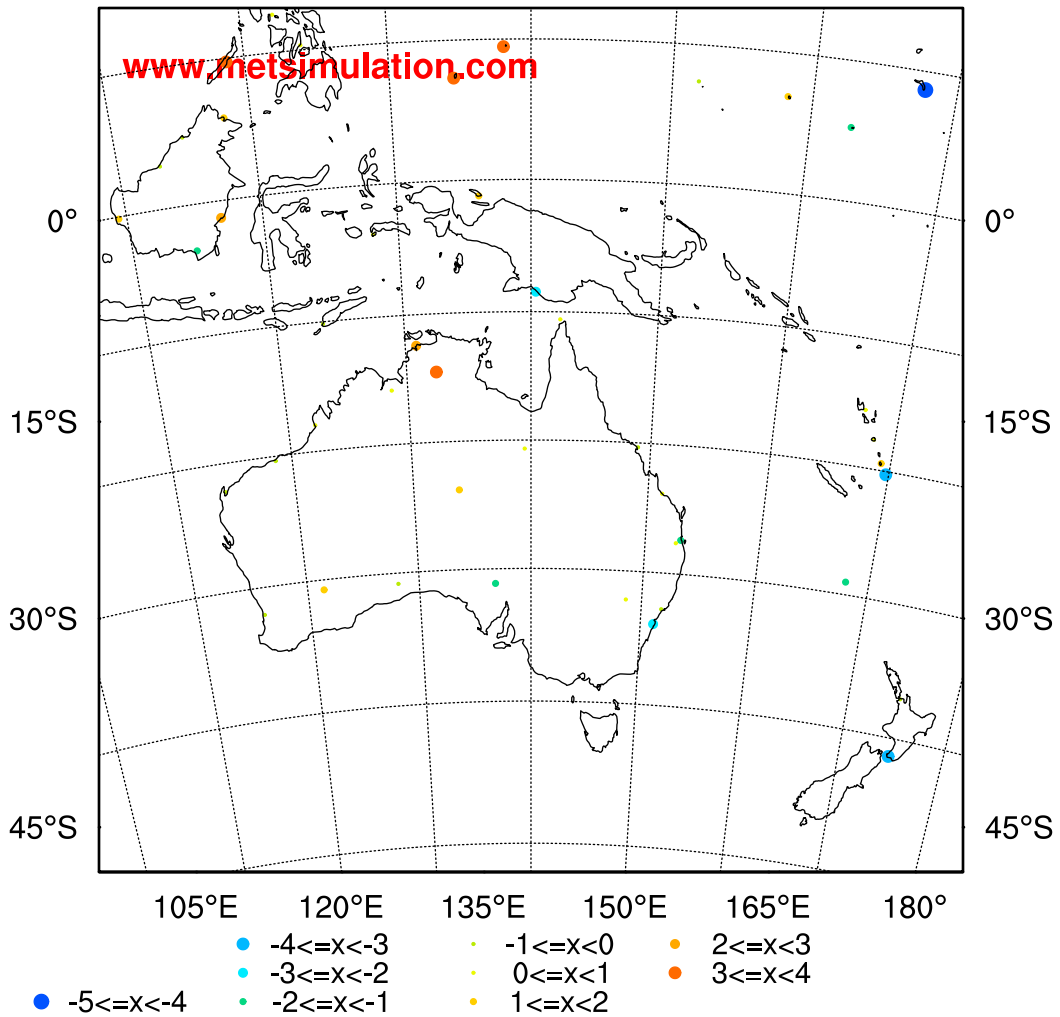 www.metsimulation.com
0° 0°
15°S 15°S
30°S 30°S
45°S 45°S
105°E 120°E 135°E 150°E 165°E 180°
-4<=x<-3 -1<=x<0 2<=x<3
-3<=x<-2 0<=x<1 3<=x<4
-5<=x<-4 -2<=x<-1 1<=x<2